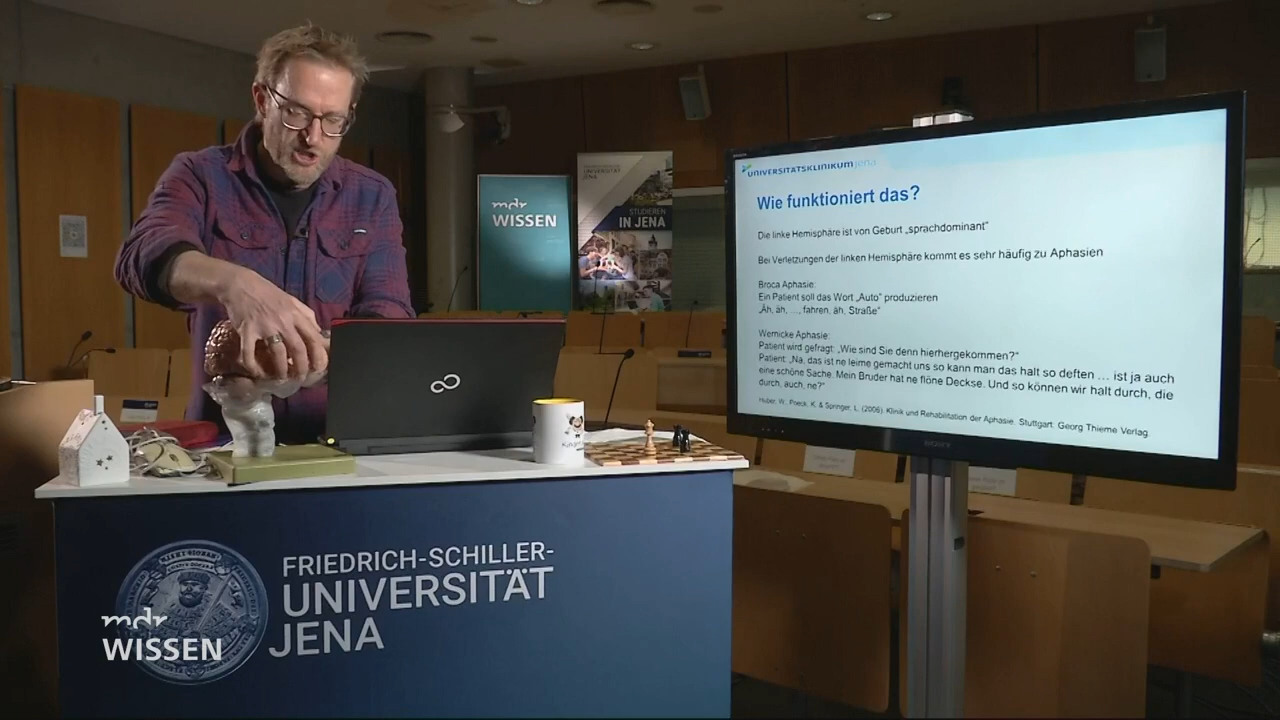 mdr
WISSEN
UNIVERSITÄT
JENA
STUDIEREN
IN JENA
UNIVERSITÄTSKLINIKUMjena
Wie funktioniert das?
Die linke Hemisphäre ist von Geburt „sprachdominant“
Bei Verletzungen der linken Hemisphäre kommt es sehr häufig zu Aphasien
Broca Aphasie:
Ein Patient soll das Wort „Auto“ produzieren
„Äh, äh, …, fahren, äh, Straße“
Wernicke Aphasie:
Patient wird gefragt: „Wie sind Sie denn hierhergekommen?“
Patient: „Na, das ist ne leime gemacht uns so kann man das halt so deften … ist ja auch
eine schöne Sache. Mein Bruder hat ne flöne Deckse. Und so können wir halt durch, die
durch, auch, ne?“
Huber, W., Poeck, K. & Springer, L. (2006). Klinik und Rehabilitation der Aphasie. Stuttgart. Georg Thieme Verlag.
SONY
FRIEDRICH-SCHILLER-
UNIVERSITÄT
JENA
mdr
WISSEN